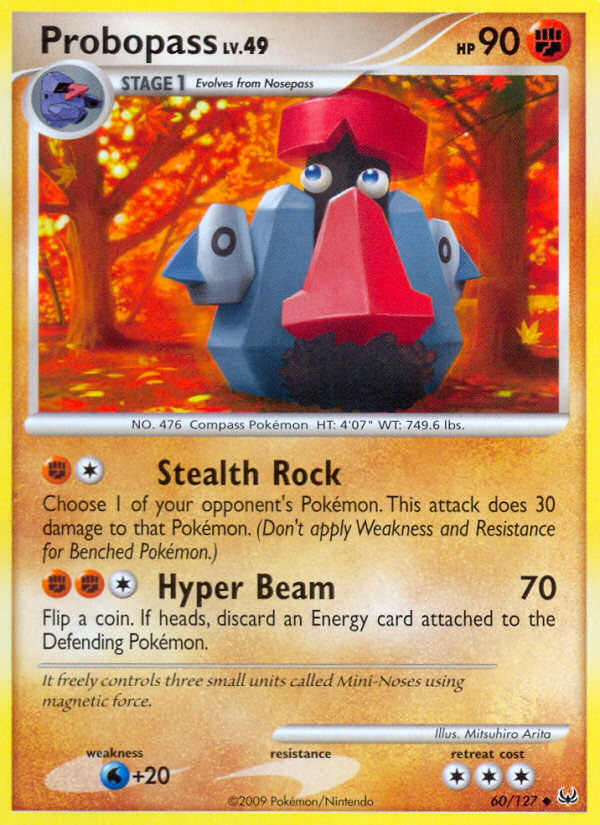 Probopass LV.49 HP 90
STAGE 1 Evolves from Nosepass
NO. 476 Compass Pokémon HT: 4'07" WT: 749.6 lbs.
Stealth Rock
Choose 1 of your opponent's Pokémon. This attack does 30
damage to that Pokémon. (Don't apply Weakness and Resistance
for Benched Pokémon.)
Hyper Beam 70
Flip a coin. If heads, discard an Energy card attached to the
Defending Pokémon.
It freely controls three small units called Mini-Noses using
magnetic force.
Illus. Mitsuhiro Arita
weakness resistance retreat cost
+20
©2009 Pokémon/Nintendo 60/127